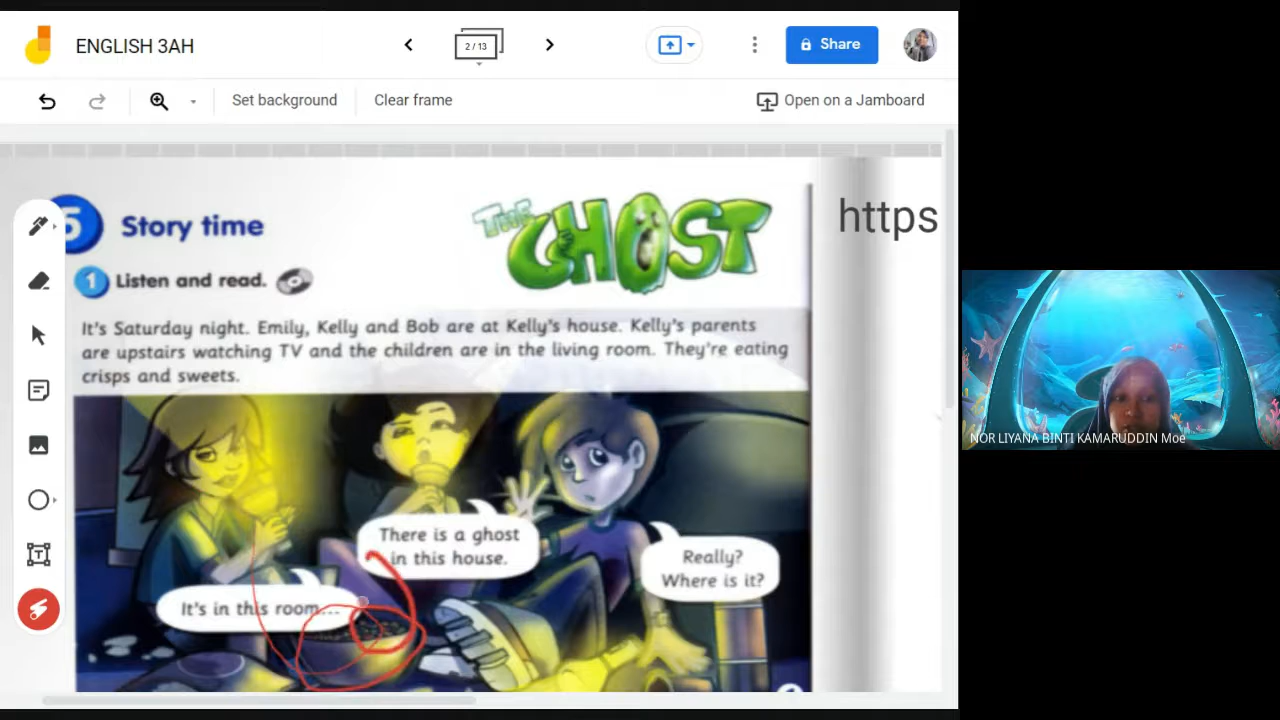 ENGLISH 3AH
2 / 13
Share
Set background
Clear frame
Open on a Jamboard
5 Story time
THE GHOST
https
1 Listen and read.
It's Saturday night. Emily, Kelly and Bob are at Kelly's house. Kelly's parents
are upstairs watching TV and the children are in the living room. They're eating
crisps and sweets.
There is a ghost
in this house.
Really?
Where is it?
It's in this room...
NOR LIYANA BINTI KAMARUDDIN Moe